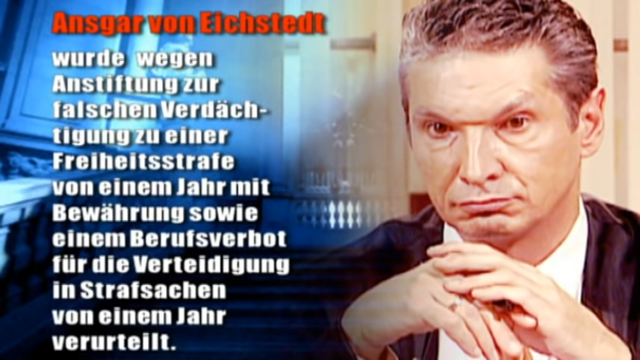 Ansgar von Eichstedt
wurde wegen
Anstiftung zur
falschen Verdäch-
tigung zu einer
Freiheitsstrafe
von einem Jahr mit
Bewährung sowie
einem Berufsverbot
für die Verteidigung
in Strafsachen
von einem Jahr
verurteilt.